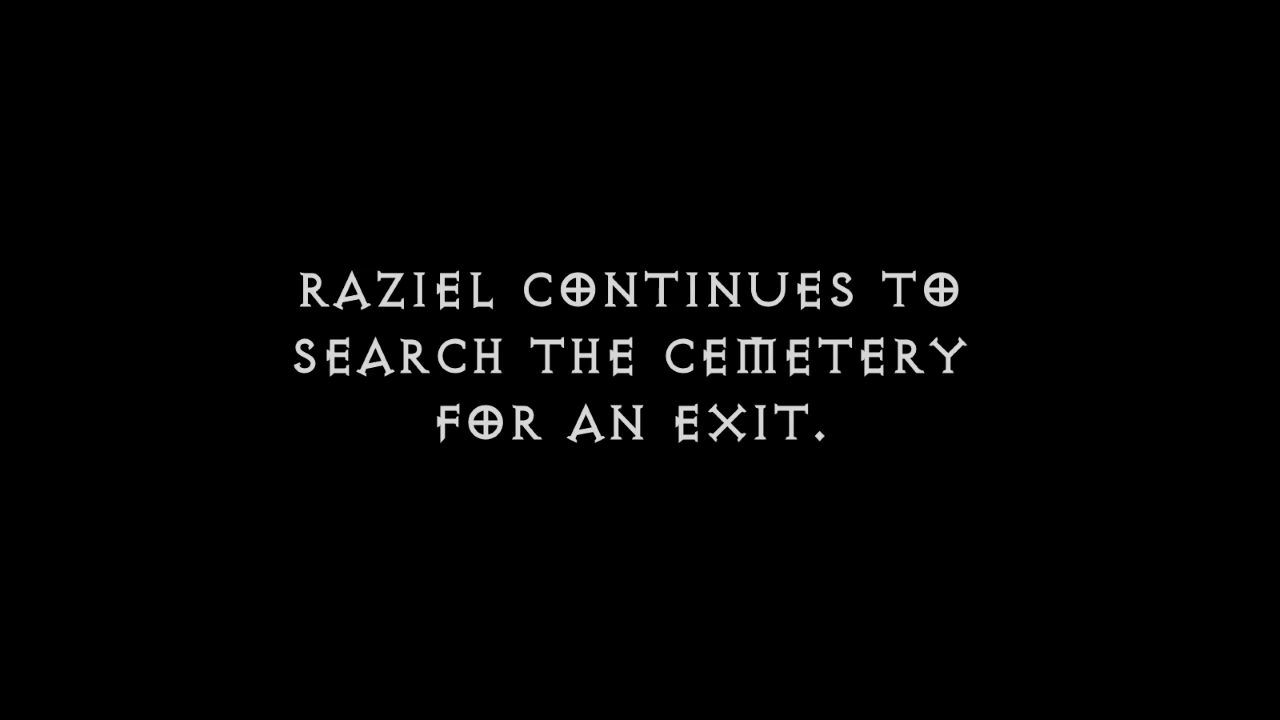 RAZIEL CONTINUES TO
SEARCH THE CEMETERY
FOR AN EXIT.